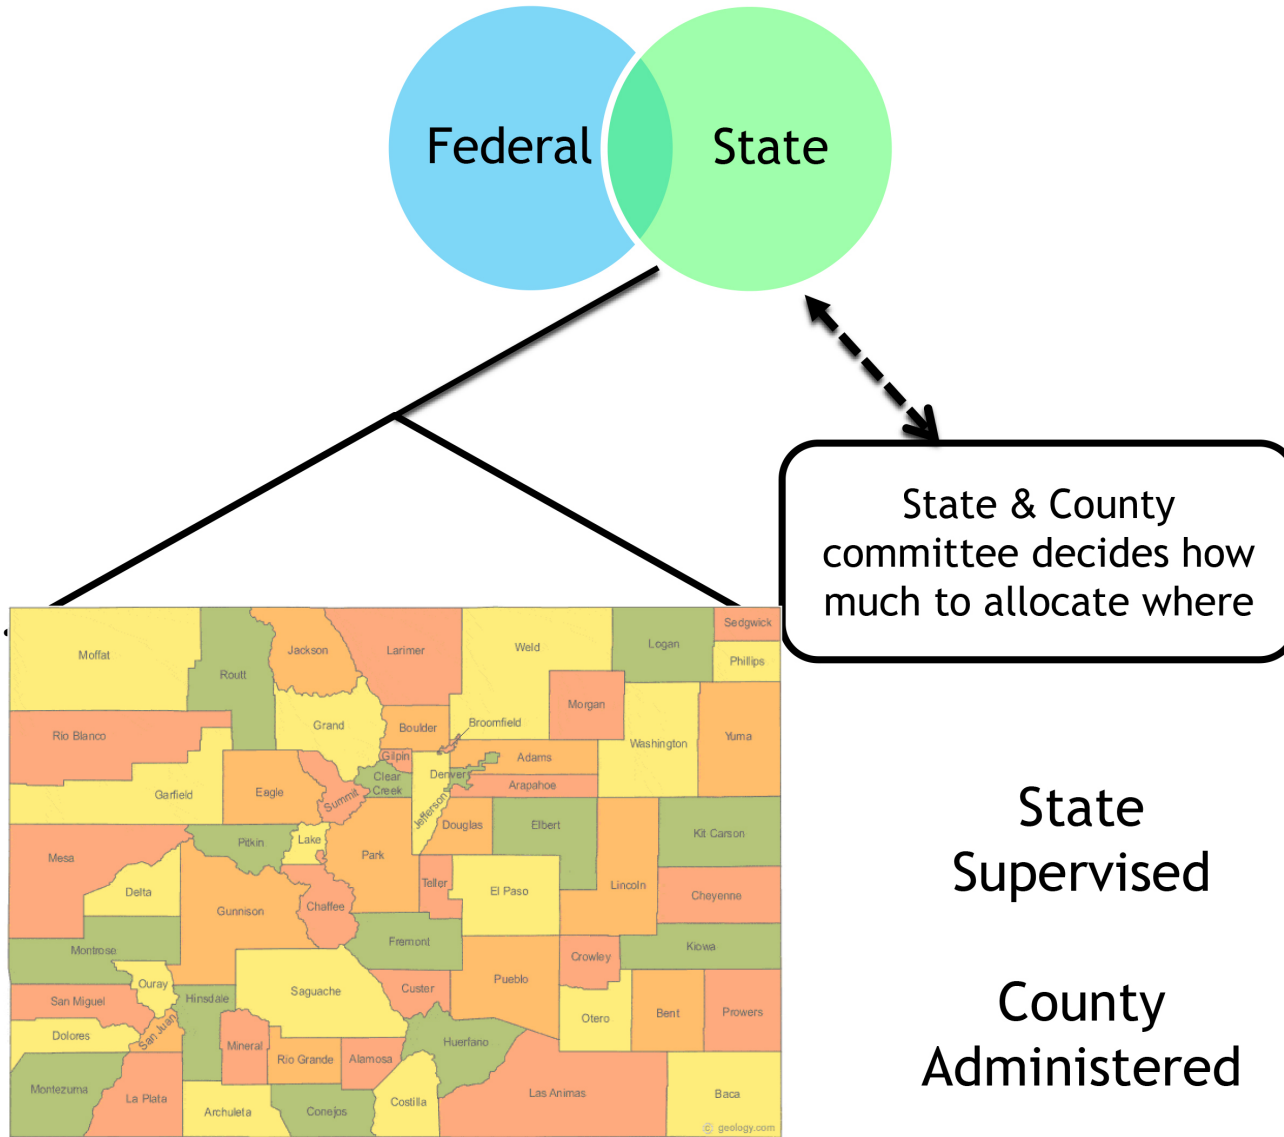 Federal
State
State & County
committee decides how
much to allocate where
Moffat
Routt
Jackson
Larimer
Weld
Logan
Sedgwick
Phillips
Rio Blanco
Grand
Boulder
Broomfield
Morgan
Washington
Yuma
Gilpin
Clear
Creek
Denver
Adams
Arapahoe
Garfield
Eagle
Summit
Jefferson
Douglas
Elbert
Kit Carson
Mesa
Pitkin
Lake
Park
Delta
Gunnison
Chaffee
Teller
El Paso
Lincoln
Cheyenne
Montrose
Fremont
Crowley
Kiowa
Ouray
Hinsdale
Saguache
Custer
Pueblo
San Miguel
Otero
Bent
Prowers
Dolores
San Juan
Mineral
Rio Grande
Alamosa
Huerfano
Montezuma
La Plata
Archuleta
Conejos
Costilla
Las Animas
Baca
© geology.com
State
Supervised
County
Administered